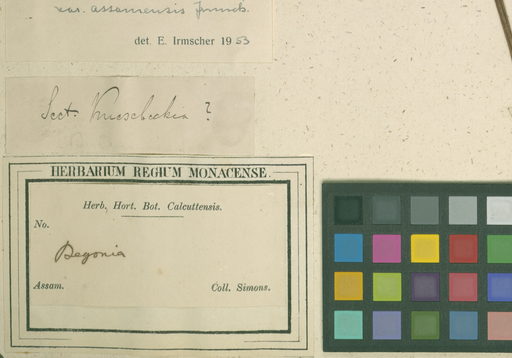 var. assamensis Irmsch.
det. E. Irmscher 1953
Sect. Knesebeckia ?
HERBARIUM REGIUM MONACENSE.
Herb. Hort. Bot. Calcuttensis.
No.
Begonia
Assam. Coll. Simons.